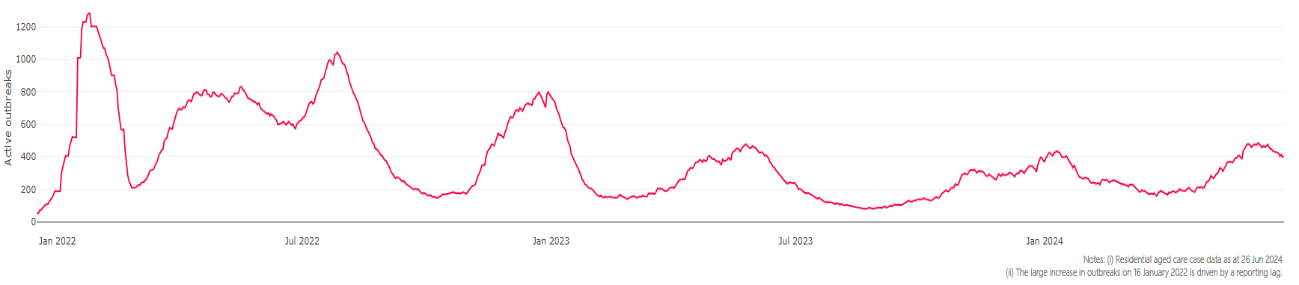 Active outbreaks
1200
1000
800
600
400
200
0
Jan 2022
Jul 2022
Jan 2023
Jul 2023
Jan 2024
Notes: (i) Residential aged care case data as at 26 Jun 2024
(ii) The large increase in outbreaks on 16 January 2022 is driven by a reporting lag.